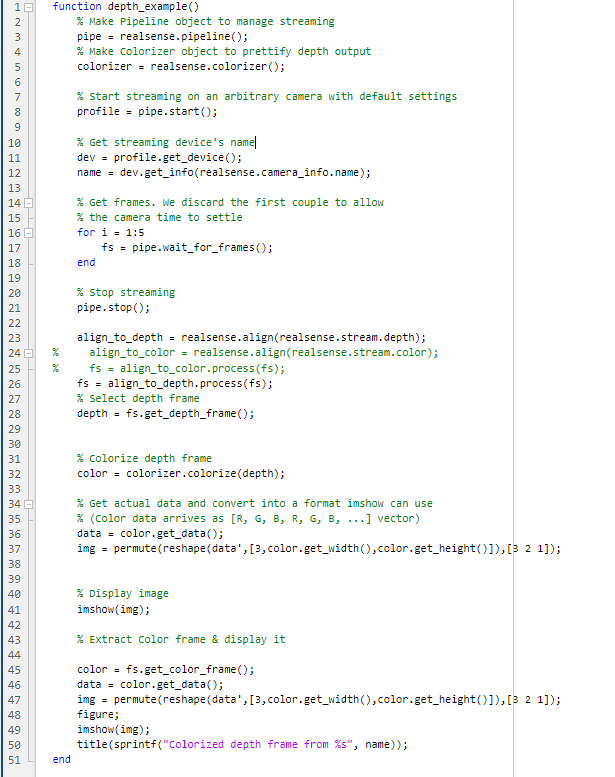 1 function depth_example()
2 % Make Pipeline object to manage streaming
3 pipe = realsense.pipeline();
4 % Make Colorizer object to prettify depth output
5 colorizer = realsense.colorizer();
6
7 % Start streaming on an arbitrary camera with default settings
8 profile = pipe.start();
9
10 % Get streaming device's name
11 dev = profile.get_device();
12 name = dev.get_info(realsense.camera_info.name);
13
14 % Get frames. We discard the first couple to allow
15 % the camera time to settle
16 for i = 1:5
17 fs = pipe.wait_for_frames();
18 end
19
20 % Stop streaming
21 pipe.stop();
22
23 align_to_depth = realsense.align(realsense.stream.depth);
24 % align_to_color = realsense.align(realsense.stream.color);
25 % fs = align_to_color.process(fs);
26 fs = align_to_depth.process(fs);
27 % Select depth frame
28 depth = fs.get_depth_frame();
29
30
31 % Colorize depth frame
32 color = colorizer.colorize(depth);
33
34 % Get actual data and convert into a format imshow can use
35 % (Color data arrives as [R, G, B, R, G, B, ...] vector)
36 data = color.get_data();
37 img = permute(reshape(data',[3,color.get_width(),color.get_height()]),[3 2 1]);
38
39
40 % Display image
41 imshow(img);
42
43 % Extract Color frame & display it
44
45 color = fs.get_color_frame();
46 data = color.get_data();
47 img = permute(reshape(data',[3,color.get_width(),color.get_height()]),[3 2 1]);
48 figure;
49 imshow(img);
50 title(sprintf("Colorized depth frame from %s", name));
51 end